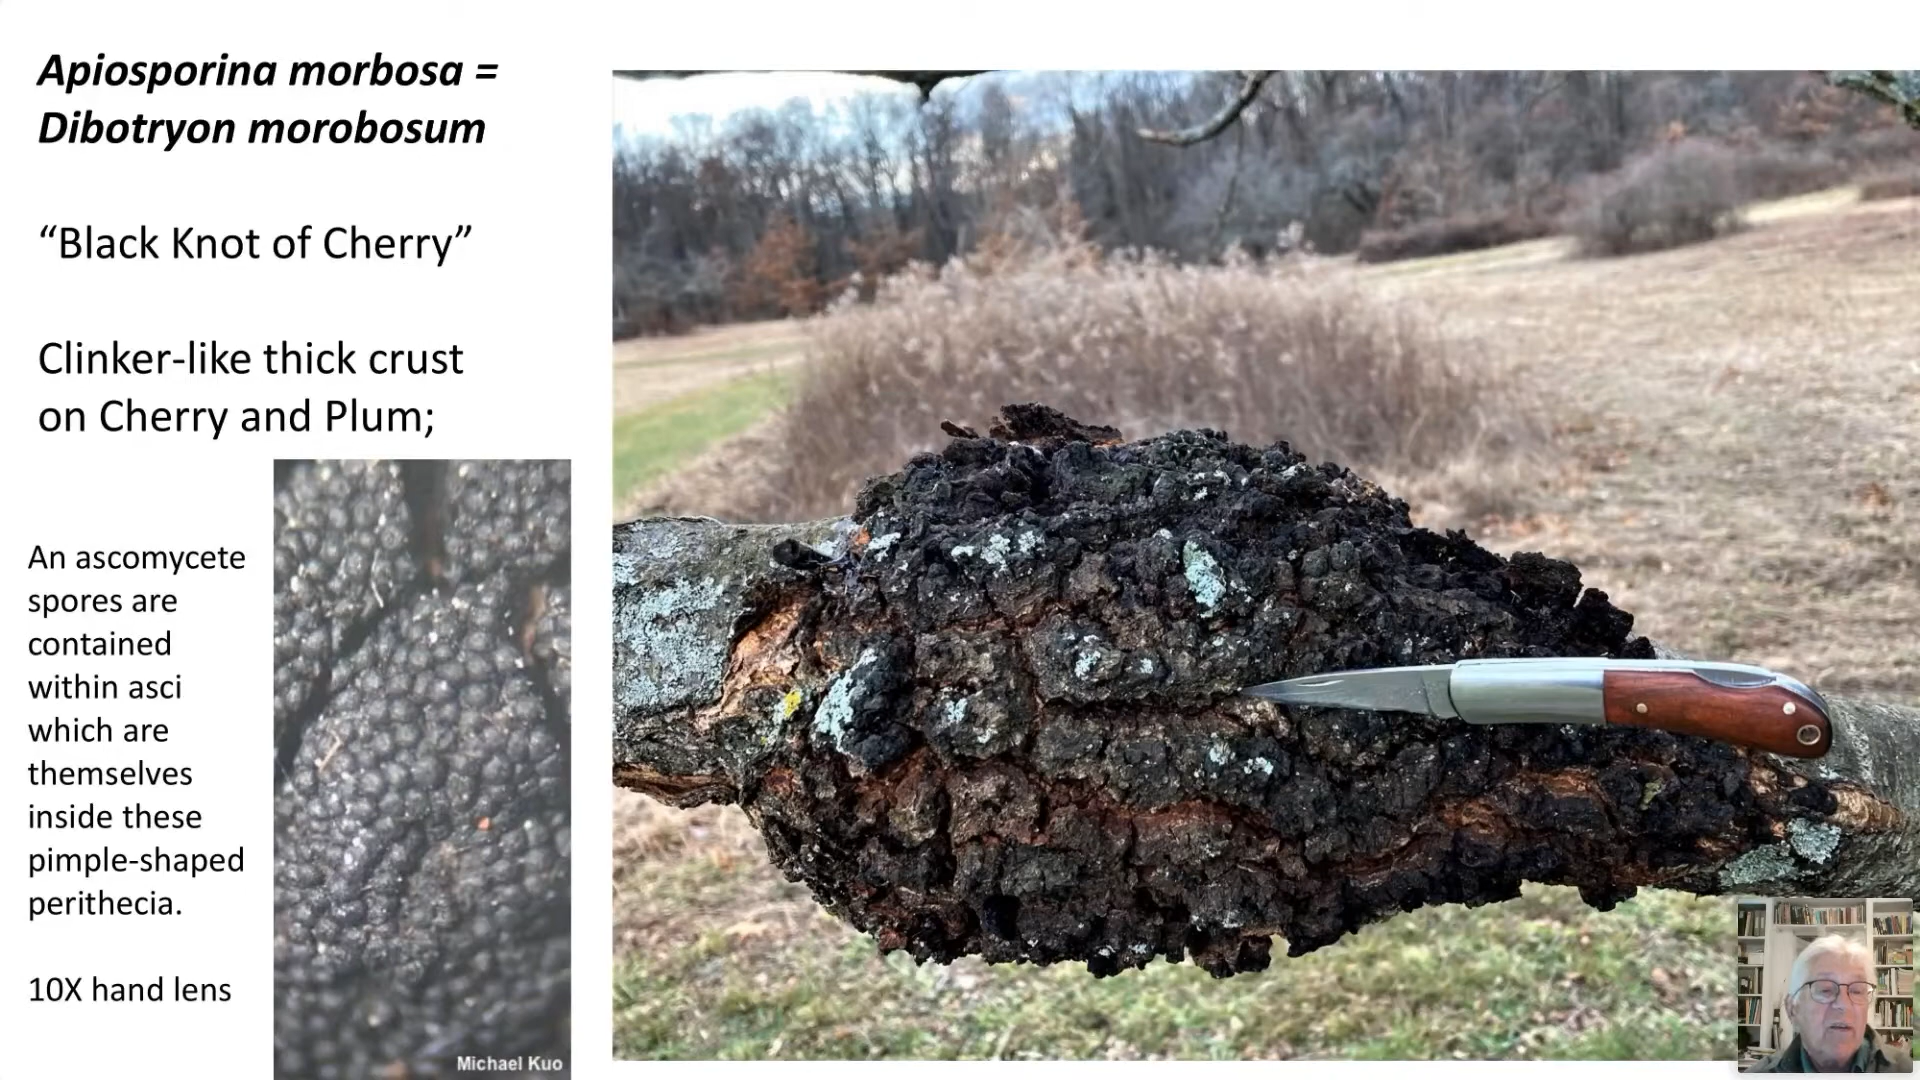 Apiosporina morbosa =
Dibotryon morobosum
“Black Knot of Cherry”
Clinker-like thick crust
on Cherry and Plum;
An ascomycete
spores are
contained
within asci
which are
themselves
inside these
pimple-shaped
perithecia.
10X hand lens
Michael Kuo